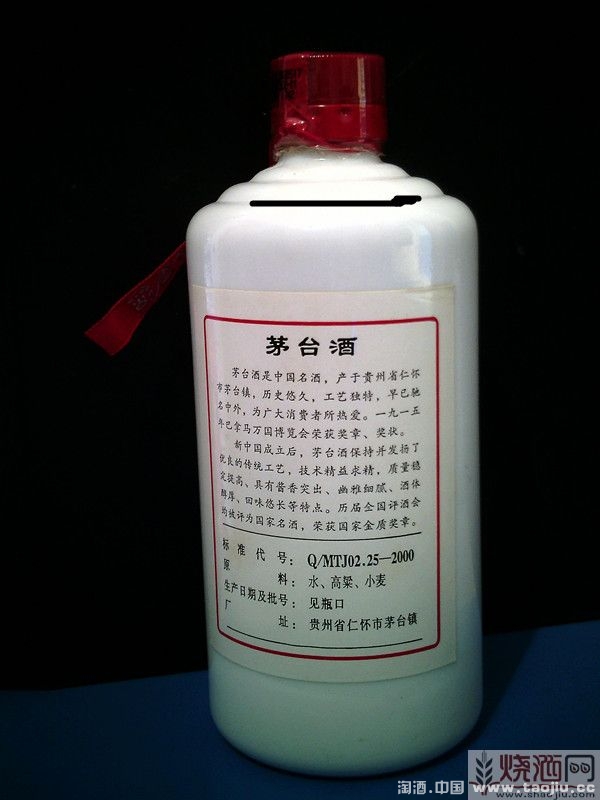 茅台酒
茅台酒是中国名酒，产于贵州省仁怀
市茅台镇，历史悠久，工艺独特，早已驰
名中外，为广大消费者所热爱。一九一五
年巴拿马万国博览会荣获奖章、奖状。
新中国成立后，茅台酒保持并发扬了
优良的传统工艺，技术精益求精，质量稳
定提高、具有酱香突出、幽雅细腻、酒体
醇厚、回味悠长等特点。历届全国评酒会
均被评为国家名酒，荣获国家金质奖章。
标准代号：Q/MTJ02.25—2000
原料：水、高粱、小麦
生产日期及批号：见瓶口
厂址：贵州省仁怀市茅台镇
烧酒网
淘酒.中国 www.taojiu.cc
www.shaojiu.com